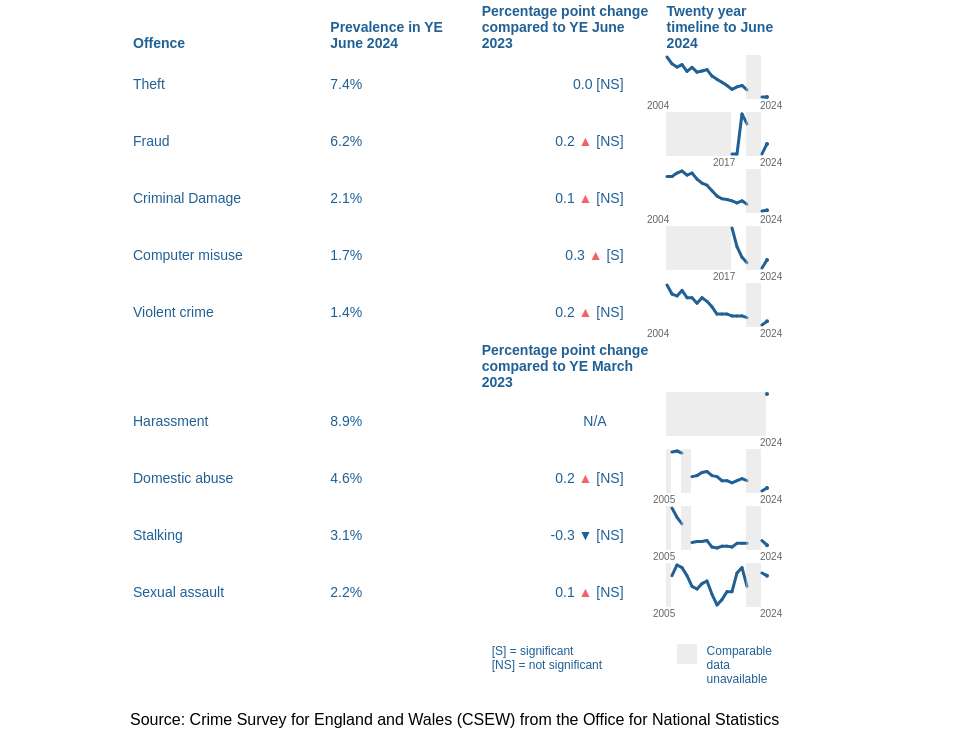 Offence
Prevalence in YE
June 2024
Percentage point change
compared to YE June
2023
Twenty year
timeline to June
2024
Theft 7.4% 0.0 [NS]
2004 2024
Fraud 6.2% 0.2 ▲ [NS]
2017 2024
Criminal Damage 2.1% 0.1 ▲ [NS]
2004 2024
Computer misuse 1.7% 0.3 ▲ [S]
2017 2024
Violent crime 1.4% 0.2 ▲ [NS]
2004 2024
Percentage point change
compared to YE March
2023
Harassment 8.9% N/A
2024
Domestic abuse 4.6% 0.2 ▲ [NS]
2005 2024
Stalking 3.1% -0.3 ▼ [NS]
2005 2024
Sexual assault 2.2% 0.1 ▲ [NS]
2005 2024
[S] = significant
[NS] = not significant
Comparable
data
unavailable
Source: Crime Survey for England and Wales (CSEW) from the Office for National Statistics